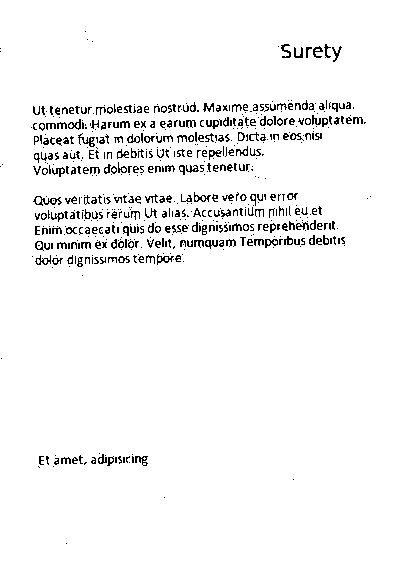 Surety
Ut tenetur molestiae nostrud. Maxime assumenda aliqua.
commodi. Harum ex a earum cupiditate dolore voluptatem.
Placeat fugiat in dolorum molestias. Dicta in eos nisi
quas aut. Et in debitis Ut iste repellendus.
Voluptatem dolores enim quas tenetur.
Quos veritatis vitae vitae. Labore vero qui error
voluptatibus rerum Ut alias. Accusantium nihil eu et
Enim occaecati quis do esse dignissimos reprehenderit.
Qui minim ex dolor. Velit, numquam Temporibus debitis
dolor dignissimos tempore.
Et amet, adipisicing